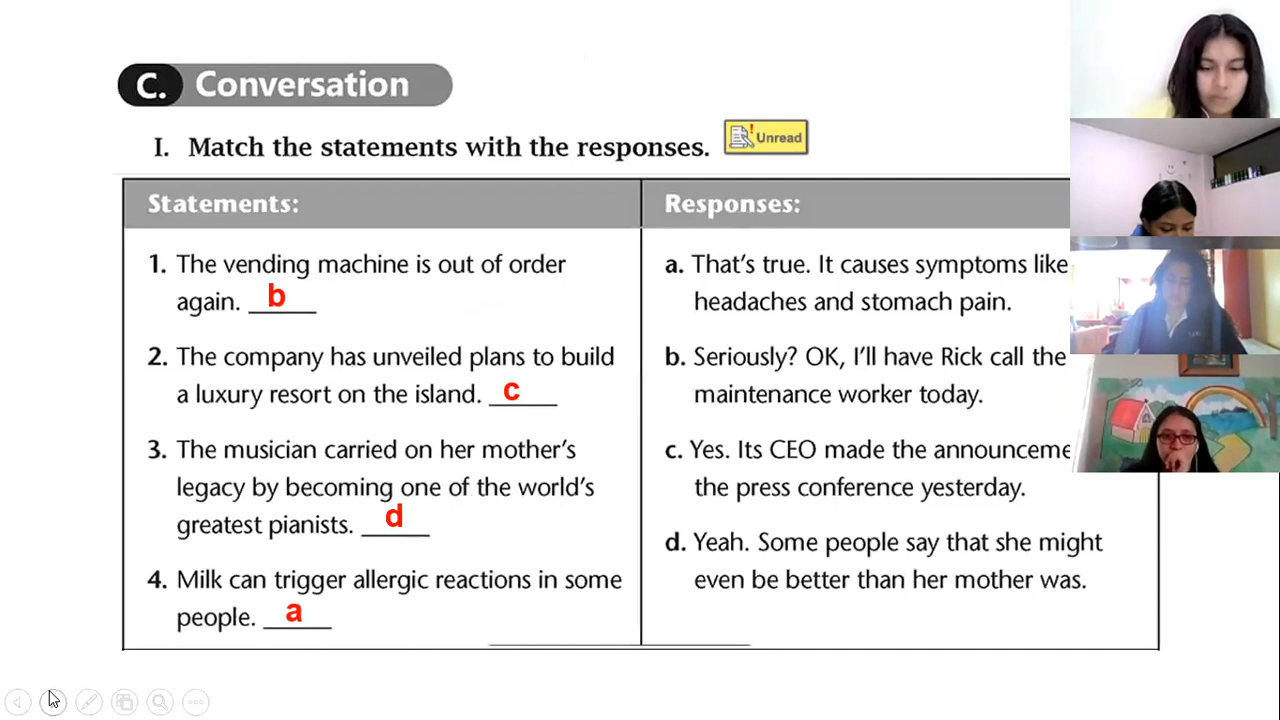 C. Conversation
I. Match the statements with the responses.
Unread
Statements:
1. The vending machine is out of order
again. b
2. The company has unveiled plans to build
a luxury resort on the island. c
3. The musician carried on her mother's
legacy by becoming one of the world's
greatest pianists. d
4. Milk can trigger allergic reactions in some
people. a
Responses:
a. That's true. It causes symptoms like
headaches and stomach pain.
b. Seriously? OK, I'll have Rick call the
maintenance worker today.
c. Yes. Its CEO made the
the press conference yesterday.
d. Yeah. Some people say that she might
even be better than her mother was.